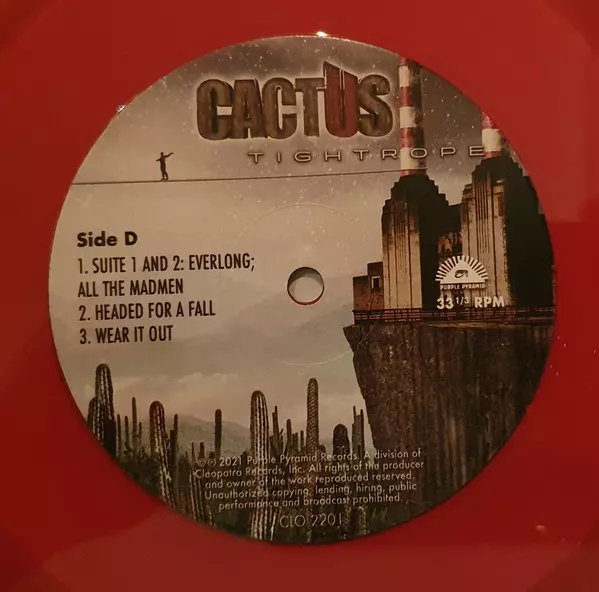 CACTUS
TIGHTROPE
Side D
1. SUITE 1 AND 2: EVERLONG;
ALL THE MADMEN
2. HEADED FOR A FALL
3. WEAR IT OUT
PURPLE PYRAMID
33 1/3 RPM
©℗ 2021 Purple Pyramid Records. A division of
Cleopatra Records, Inc. All rights of the producer
and owner of the work reproduced reserved.
Unauthorized copying, lending, hiring, public
performance and broadcast prohibited.
CLO 2201